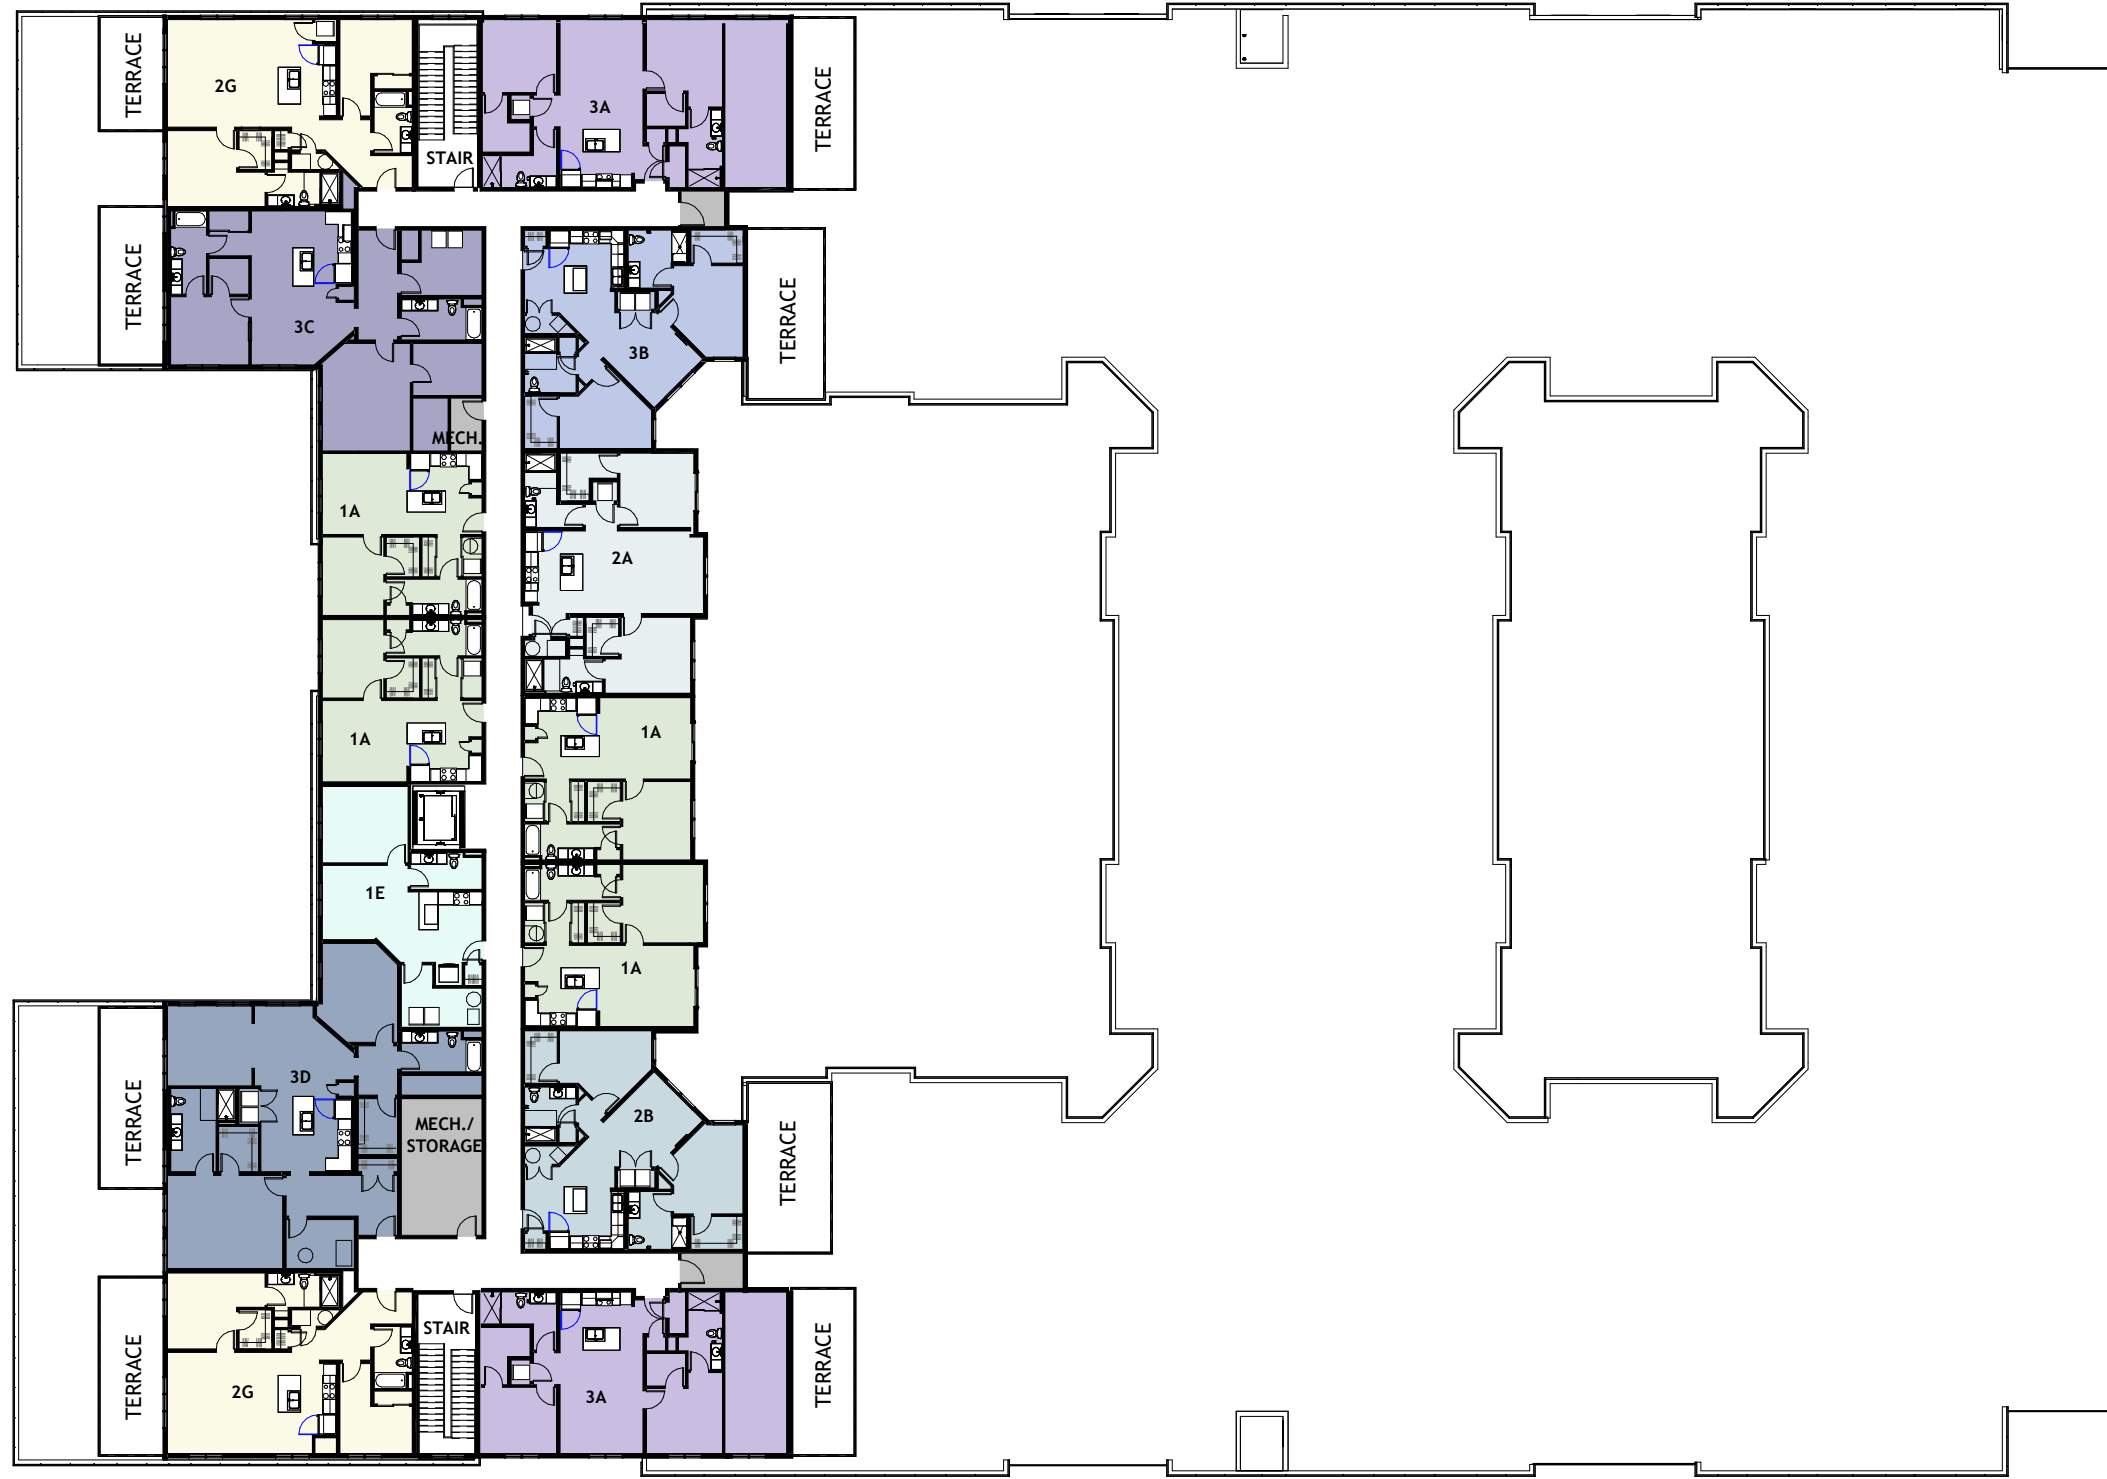 TERRACE
2G
STAIR
3A
TERRACE
TERRACE
3C
3B
TERRACE
MECH.
1A
2A
1A
1A
1E
1A
3D
TERRACE
MECH./
STORAGE
2B
TERRACE
TERRACE
2G
STAIR
3A
TERRACE